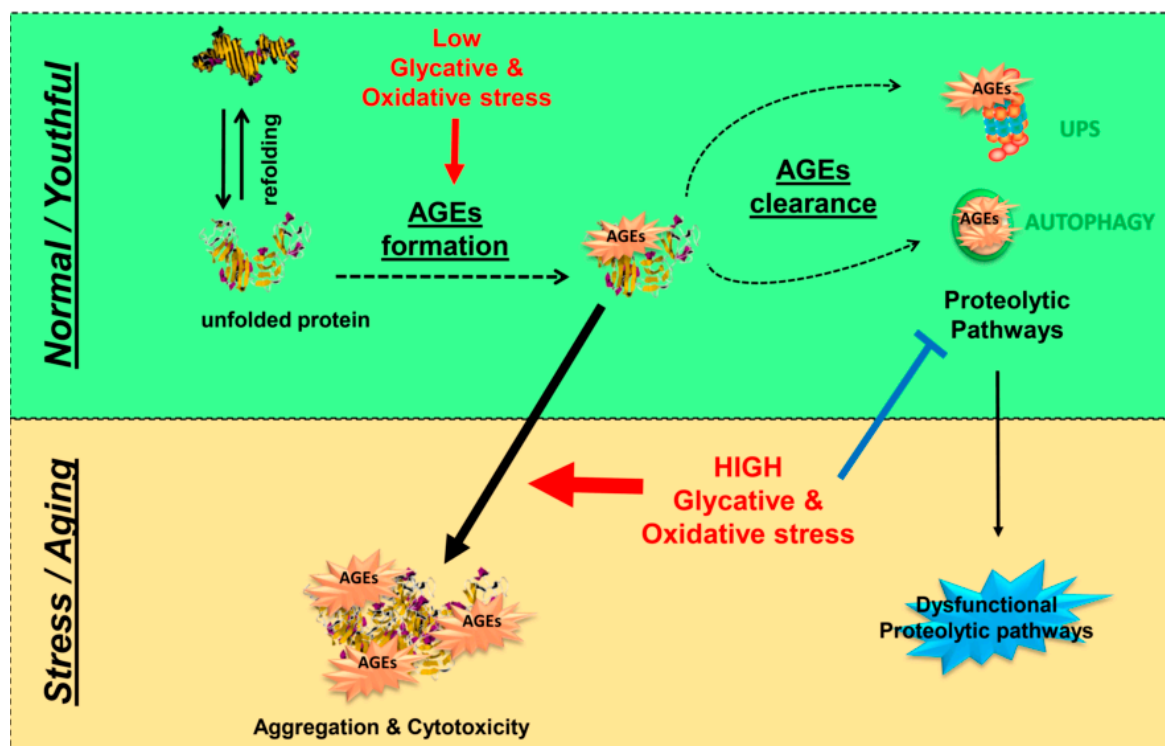 Normal / Youthful
refolding
unfolded protein
Low
Glycative &
Oxidative stress
AGEs
formation
AGEs
AGEs
clearance
AGEs
UPS
AGEs
AUTOPHAGY
Proteolytic
Pathways
Stress / Aging
HIGH
Glycative &
Oxidative stress
AGEs
AGEs
AGEs
Aggregation & Cytotoxicity
Dysfunctional
Proteolytic pathways